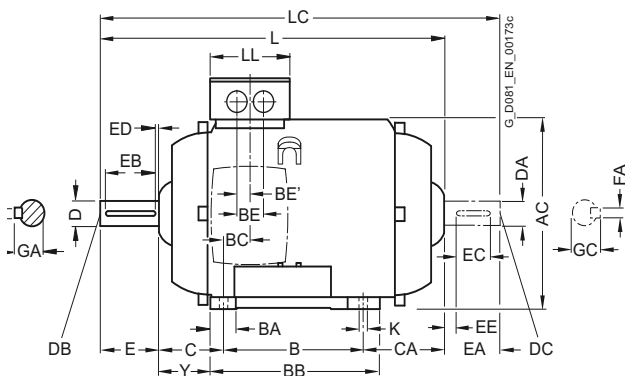 LC
L
LL
G_D081_EN_00173c
ED
EB
DA
FA
BE'
BE
AC
D
BC
EC
GA
GC
BA
K
EE
DB
E
C
B
CA
EA
DC
Y
BB